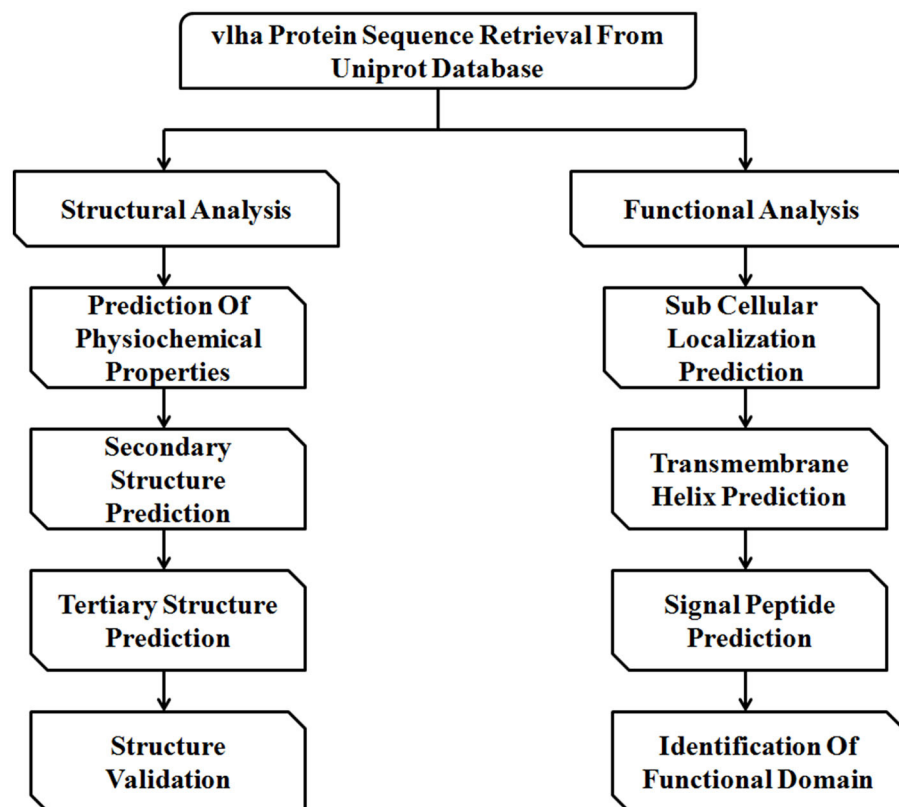 vlha Protein Sequence Retrieval From
Uniprot Database
Structural Analysis
Functional Analysis
Prediction Of
Physiochemical
Properties
Sub Cellular
Localization
Prediction
Secondary
Structure
Prediction
Transmembrane
Helix Prediction
Tertiary Structure
Prediction
Signal Peptide
Prediction
Structure
Validation
Identification Of
Functional Domain